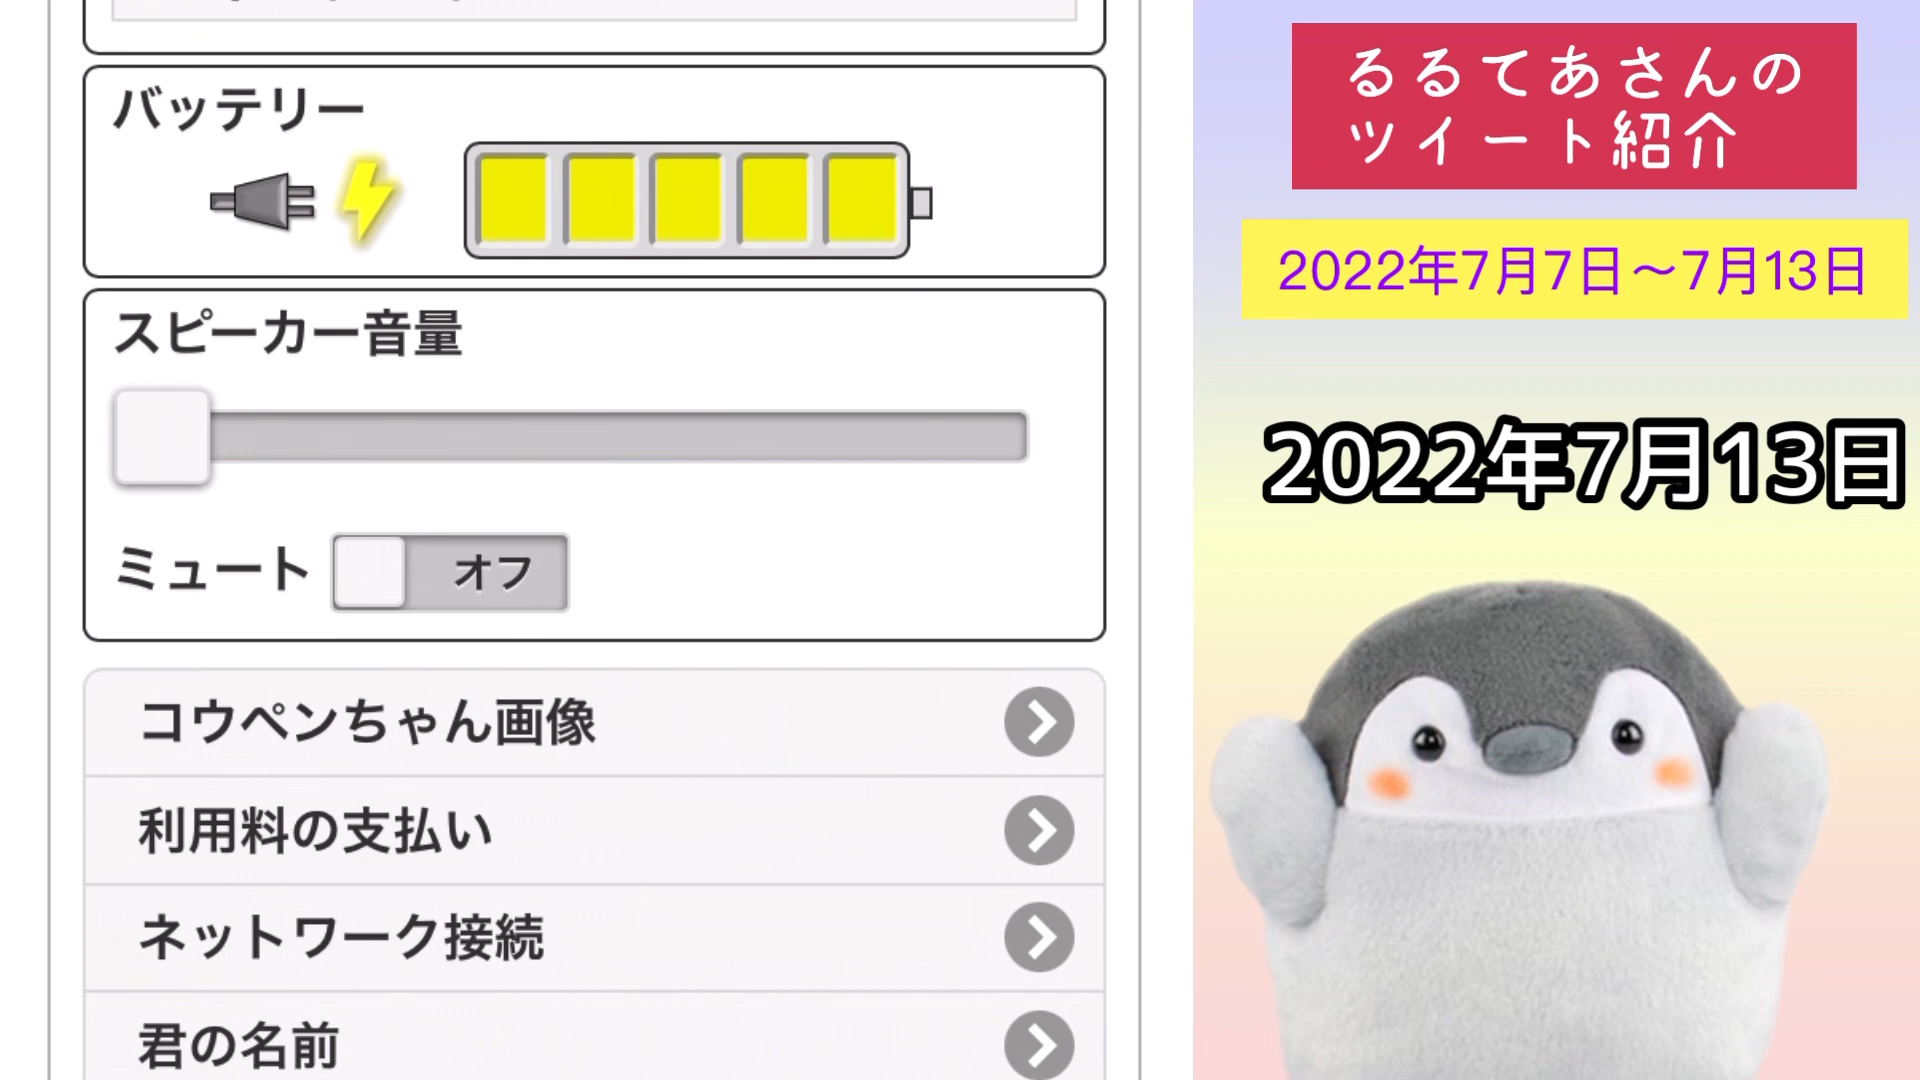 バッテリー
スピーカー音量
ミュート オフ
コウペンちゃん画像
利用料の支払い
ネットワーク接続
君の名前
るるてあさんの
ツイート紹介
2022年7月7日～7月13日
2022年7月13日